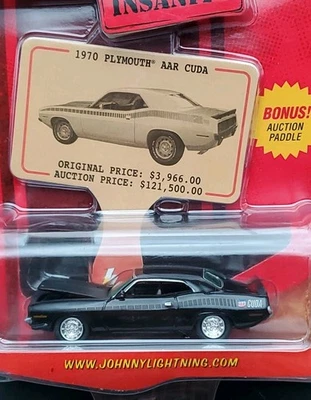 INSANITY
1970 PLYMOUTH® AAR CUDA
ORIGINAL PRICE: $3,966.00
AUCTION PRICE: $121,500.00
BONUS!
AUCTION
PADDLE
CUDA
WWW.JOHNNYLIGHTNING.COM